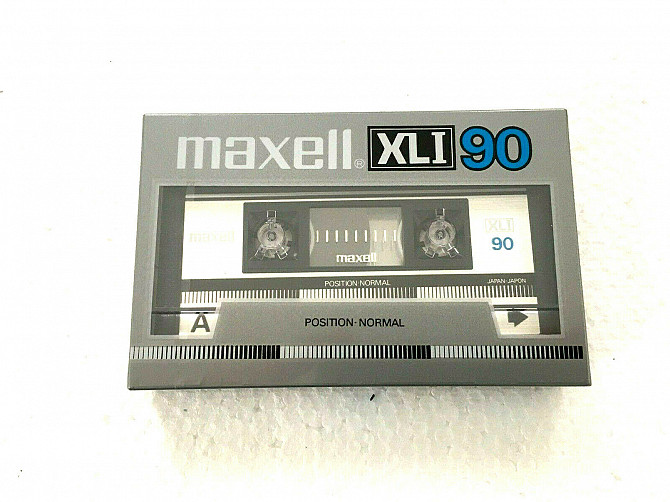 maxell® XLI 90
maxell XLI
90
maxell
POSITION·NORMAL JAPAN·JAPON
A
POSITION·NORMAL